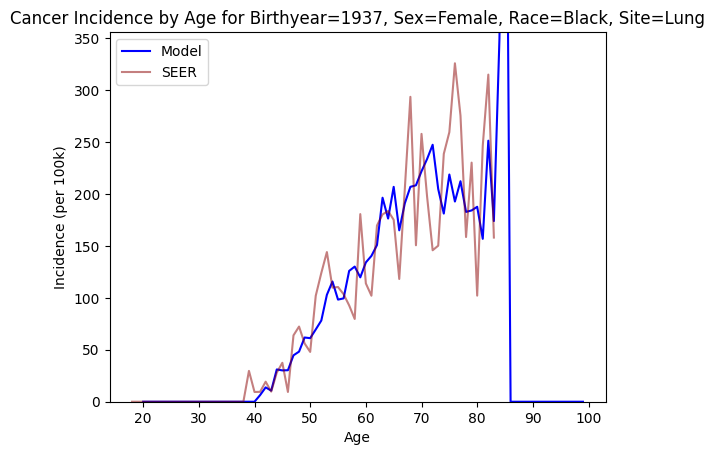 Cancer Incidence by Age for Birthyear=1937, Sex=Female, Race=Black, Site=Lung
Model
SEER
Incidence (per 100k)
350
300
250
200
150
100
50
0
20 30 40 50 60 70 80 90 100
Age